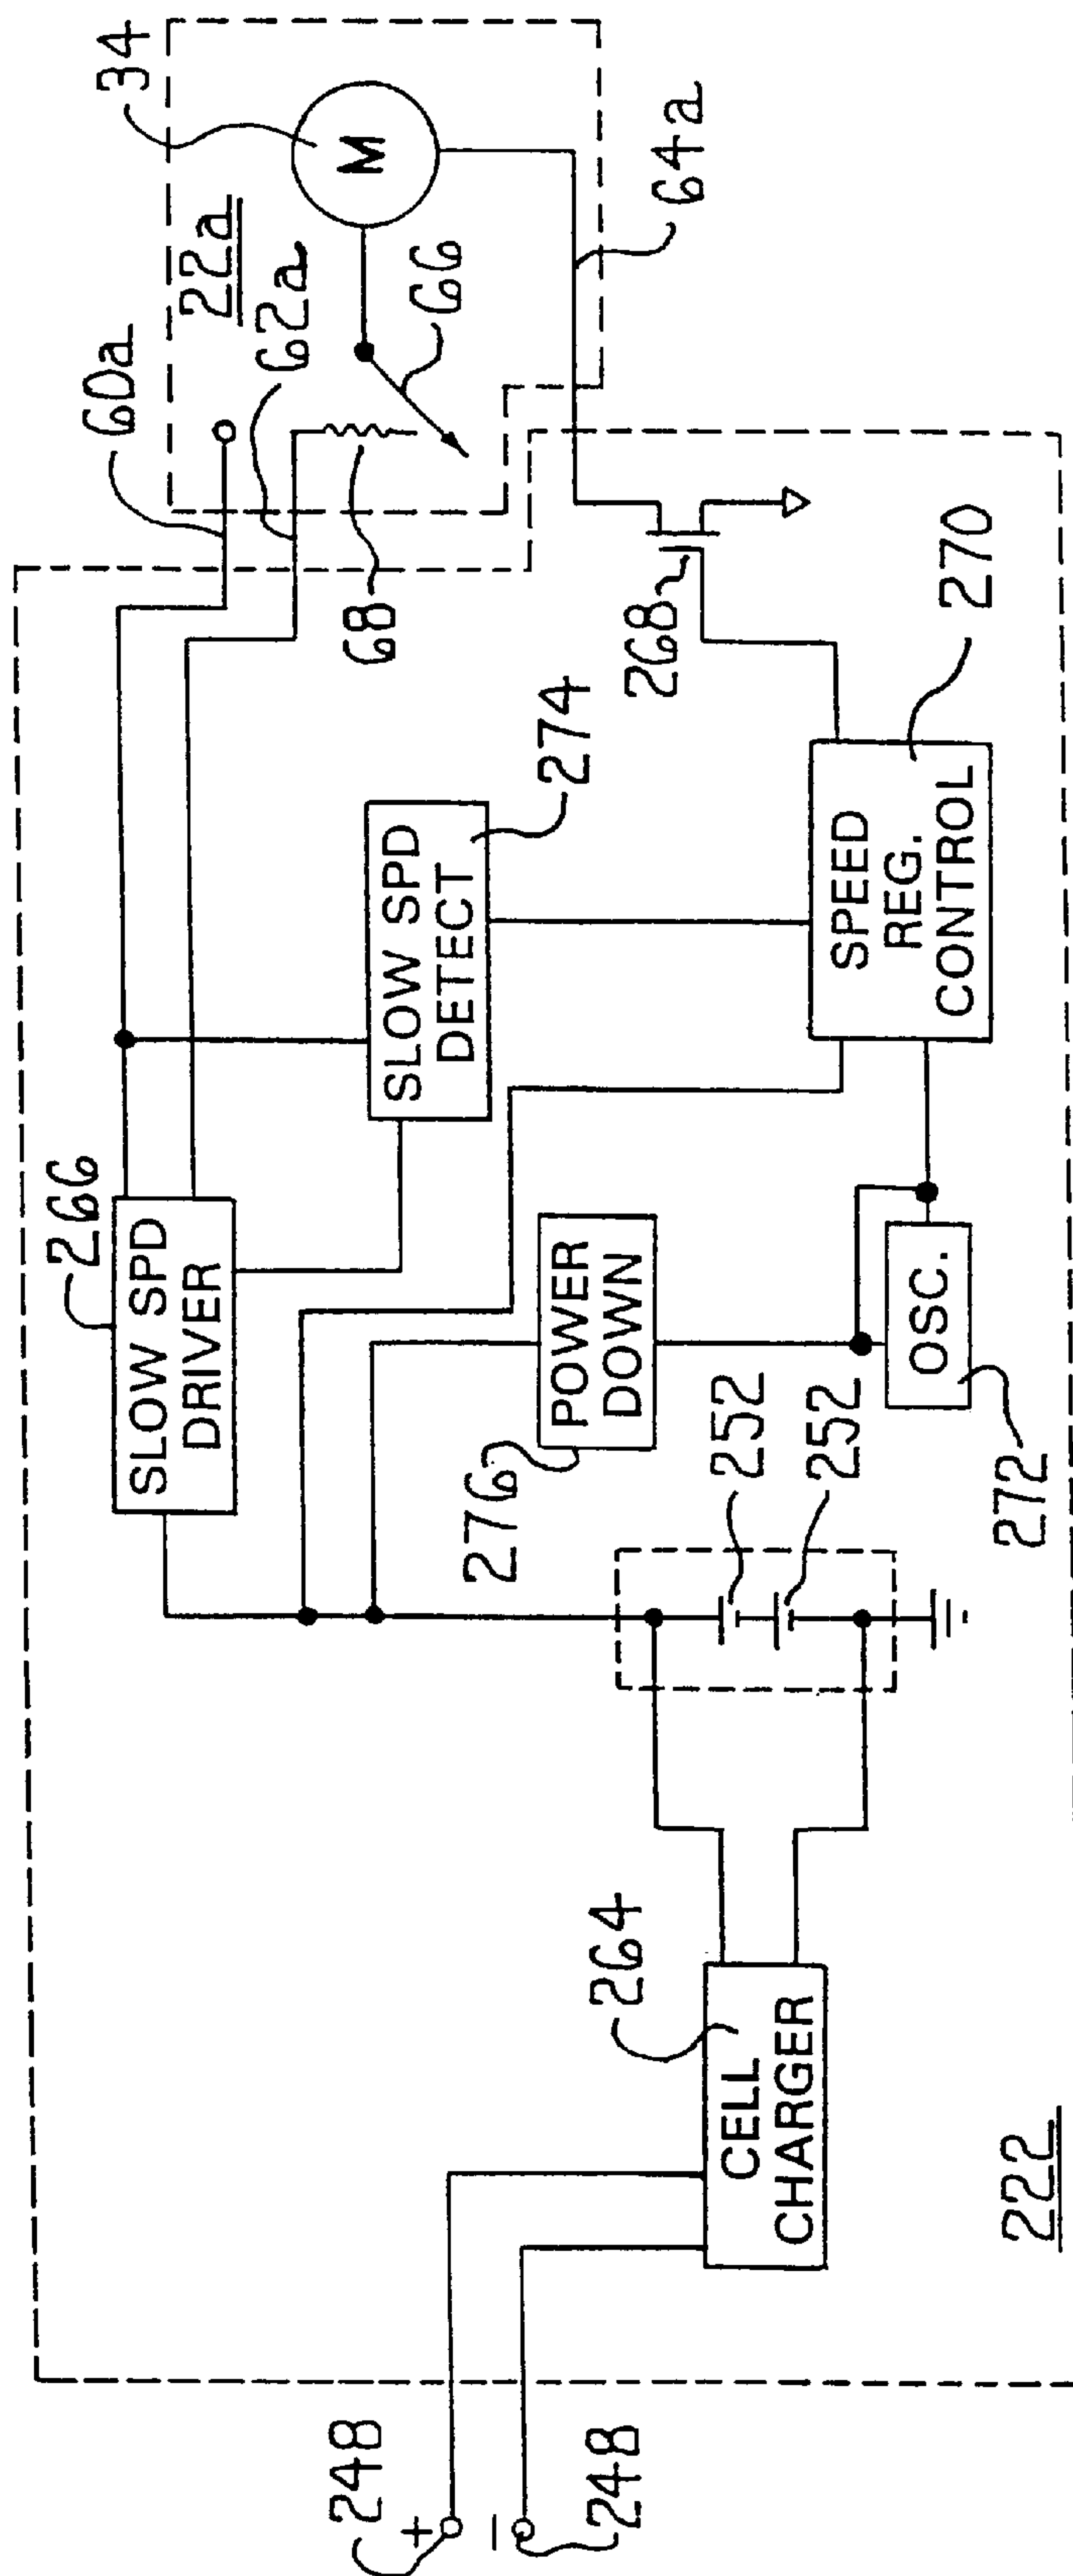 34
22a
60a
62a
66
64a
M
68
268
270
274
SLOW SPD
DETECT
SPEED
REG.
CONTROL
266
SLOW SPD
DRIVER
POWER
DOWN
276
252
252
OSC.
272
264
CELL
CHARGER
222
248
+
−
248